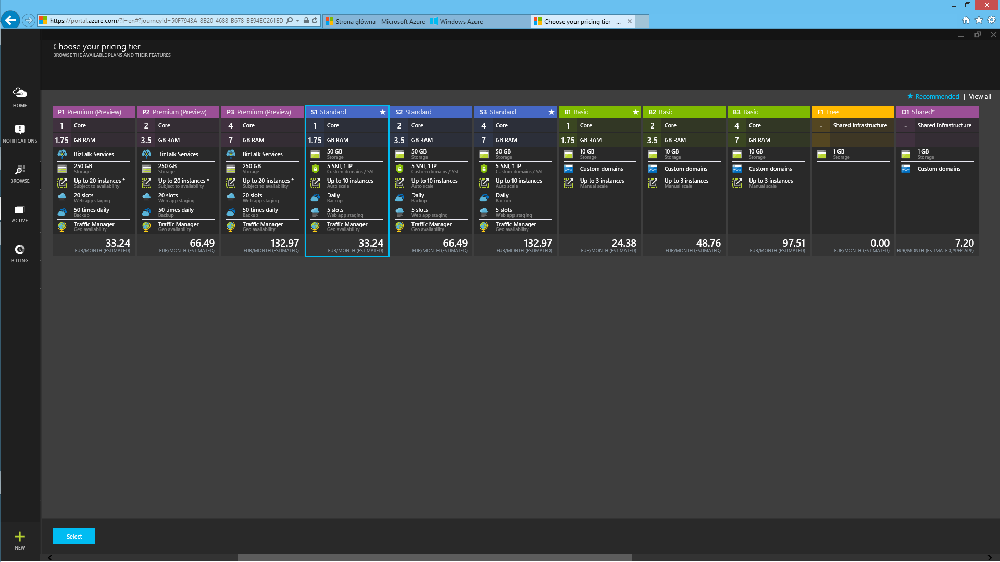 https://portal.azure.com/?l=en#?journeyId=50F7943A-8B20-4688-B678-BE94EC261ED
Strona główna - Microsoft Azure
Windows Azure
Choose your pricing tier - ...
Choose your pricing tier
BROWSE THE AVAILABLE PLANS AND THEIR FEATURES
HOME
NOTIFICATIONS
BROWSE
ACTIVE
BILLING
NEW
Recommended | View all
P1 Premium (Preview)
1 Core
1.75 GB RAM
BizTalk Services
250 GB
Storage
Up to 20 instances *
Subject to availability
20 slots
Web app staging
50 times daily
Backup
Traffic Manager
Geo availability
33.24
EUR/MONTH (ESTIMATED)
P2 Premium (Preview)
2 Core
3.5 GB RAM
BizTalk Services
250 GB
Storage
Up to 20 instances *
Subject to availability
20 slots
Web app staging
50 times daily
Backup
Traffic Manager
Geo availability
66.49
EUR/MONTH (ESTIMATED)
P3 Premium (Preview)
4 Core
7 GB RAM
BizTalk Services
250 GB
Storage
Up to 20 instances *
Subject to availability
20 slots
Web app staging
50 times daily
Backup
Traffic Manager
Geo availability
132.97
EUR/MONTH (ESTIMATED)
S1 Standard
1 Core
1.75 GB RAM
50 GB
Storage
5 SNI, 1 IP
Custom domains / SSL
Up to 10 instances
Auto scale
Daily
Backup
5 slots
Web app staging
Traffic Manager
Geo availability
33.24
EUR/MONTH (ESTIMATED)
S2 Standard
2 Core
3.5 GB RAM
50 GB
Storage
5 SNI, 1 IP
Custom domains / SSL
Up to 10 instances
Auto scale
Daily
Backup
5 slots
Web app staging
Traffic Manager
Geo availability
66.49
EUR/MONTH (ESTIMATED)
S3 Standard
4 Core
7 GB RAM
50 GB
Storage
5 SNI, 1 IP
Custom domains / SSL
Up to 10 instances
Auto scale
Daily
Backup
5 slots
Web app staging
Traffic Manager
Geo availability
132.97
EUR/MONTH (ESTIMATED)
B1 Basic
1 Core
1.75 GB RAM
10 GB
Storage
Custom domains
Up to 3 instances
Manual scale
24.38
EUR/MONTH (ESTIMATED)
B2 Basic
2 Core
3.5 GB RAM
10 GB
Storage
Custom domains
Up to 3 instances
Manual scale
48.76
EUR/MONTH (ESTIMATED)
B3 Basic
4 Core
7 GB RAM
10 GB
Storage
Custom domains
Up to 3 instances
Manual scale
97.51
EUR/MONTH (ESTIMATED)
F1 Free
- Shared infrastructure
1 GB
Storage
0.00
EUR/MONTH (ESTIMATED)
D1 Shared*
- Shared infrastructure
1 GB
Storage
Custom domains
7.20
EUR/MONTH (ESTIMATED, *PER APP)
Select